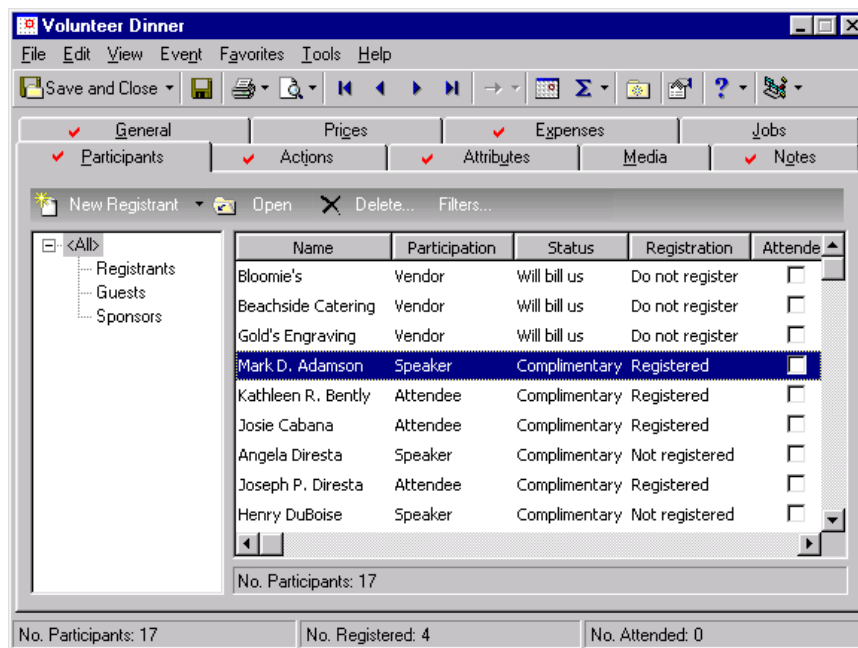 Volunteer Dinner
File Edit View Event Favorites Tools Help
Save and Close
General Prices Expenses Jobs
Participants Actions Attributes Media Notes
New Registrant Open Delete... Filters...
<All>
Registrants
Guests
Sponsors
Name Participation Status Registration Attende
Bloomie's Vendor Will bill us Do not register
Beachside Catering Vendor Will bill us Do not register
Gold's Engraving Vendor Will bill us Do not register
Mark D. Adamson Speaker Complimentary Registered
Kathleen R. Bently Attendee Complimentary Registered
Josie Cabana Attendee Complimentary Registered
Angela Diresta Speaker Complimentary Not registered
Joseph P. Diresta Attendee Complimentary Registered
Henry DuBoise Speaker Complimentary Not registered
No. Participants: 17
No. Participants: 17 No. Registered: 4 No. Attended: 0